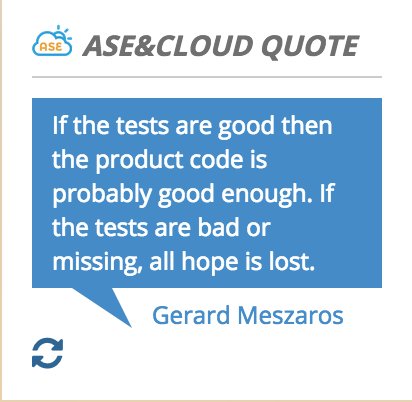 ASE
ASE&CLOUD QUOTE
If the tests are good then
the product code is
probably good enough. If
the tests are bad or
missing, all hope is lost.
Gerard Meszaros